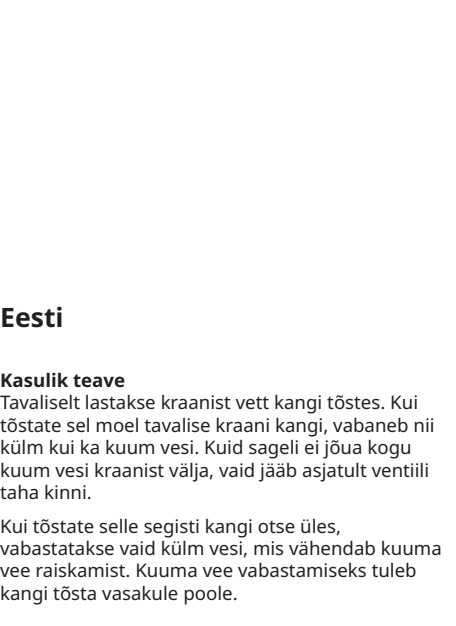 Eesti
Kasulik teave
Tavaliselt lastakse kraanist vett kangi tõstes. Kui
tõstate sel moel tavalise kraani kangi, vabaneb nii
külm kui ka kuum vesi. Kuid sageli ei jõua kogu
kuum vesi kraanist välja, vaid jääb asjatult ventiili
taha kinni.
Kui tõstate selle segisti kangi otse üles,
vabastatakse vaid külm vesi, mis vähendab kuuma
vee raiskamist. Kuuma vee vabastamiseks tuleb
kangi tõsta vasakule poole.